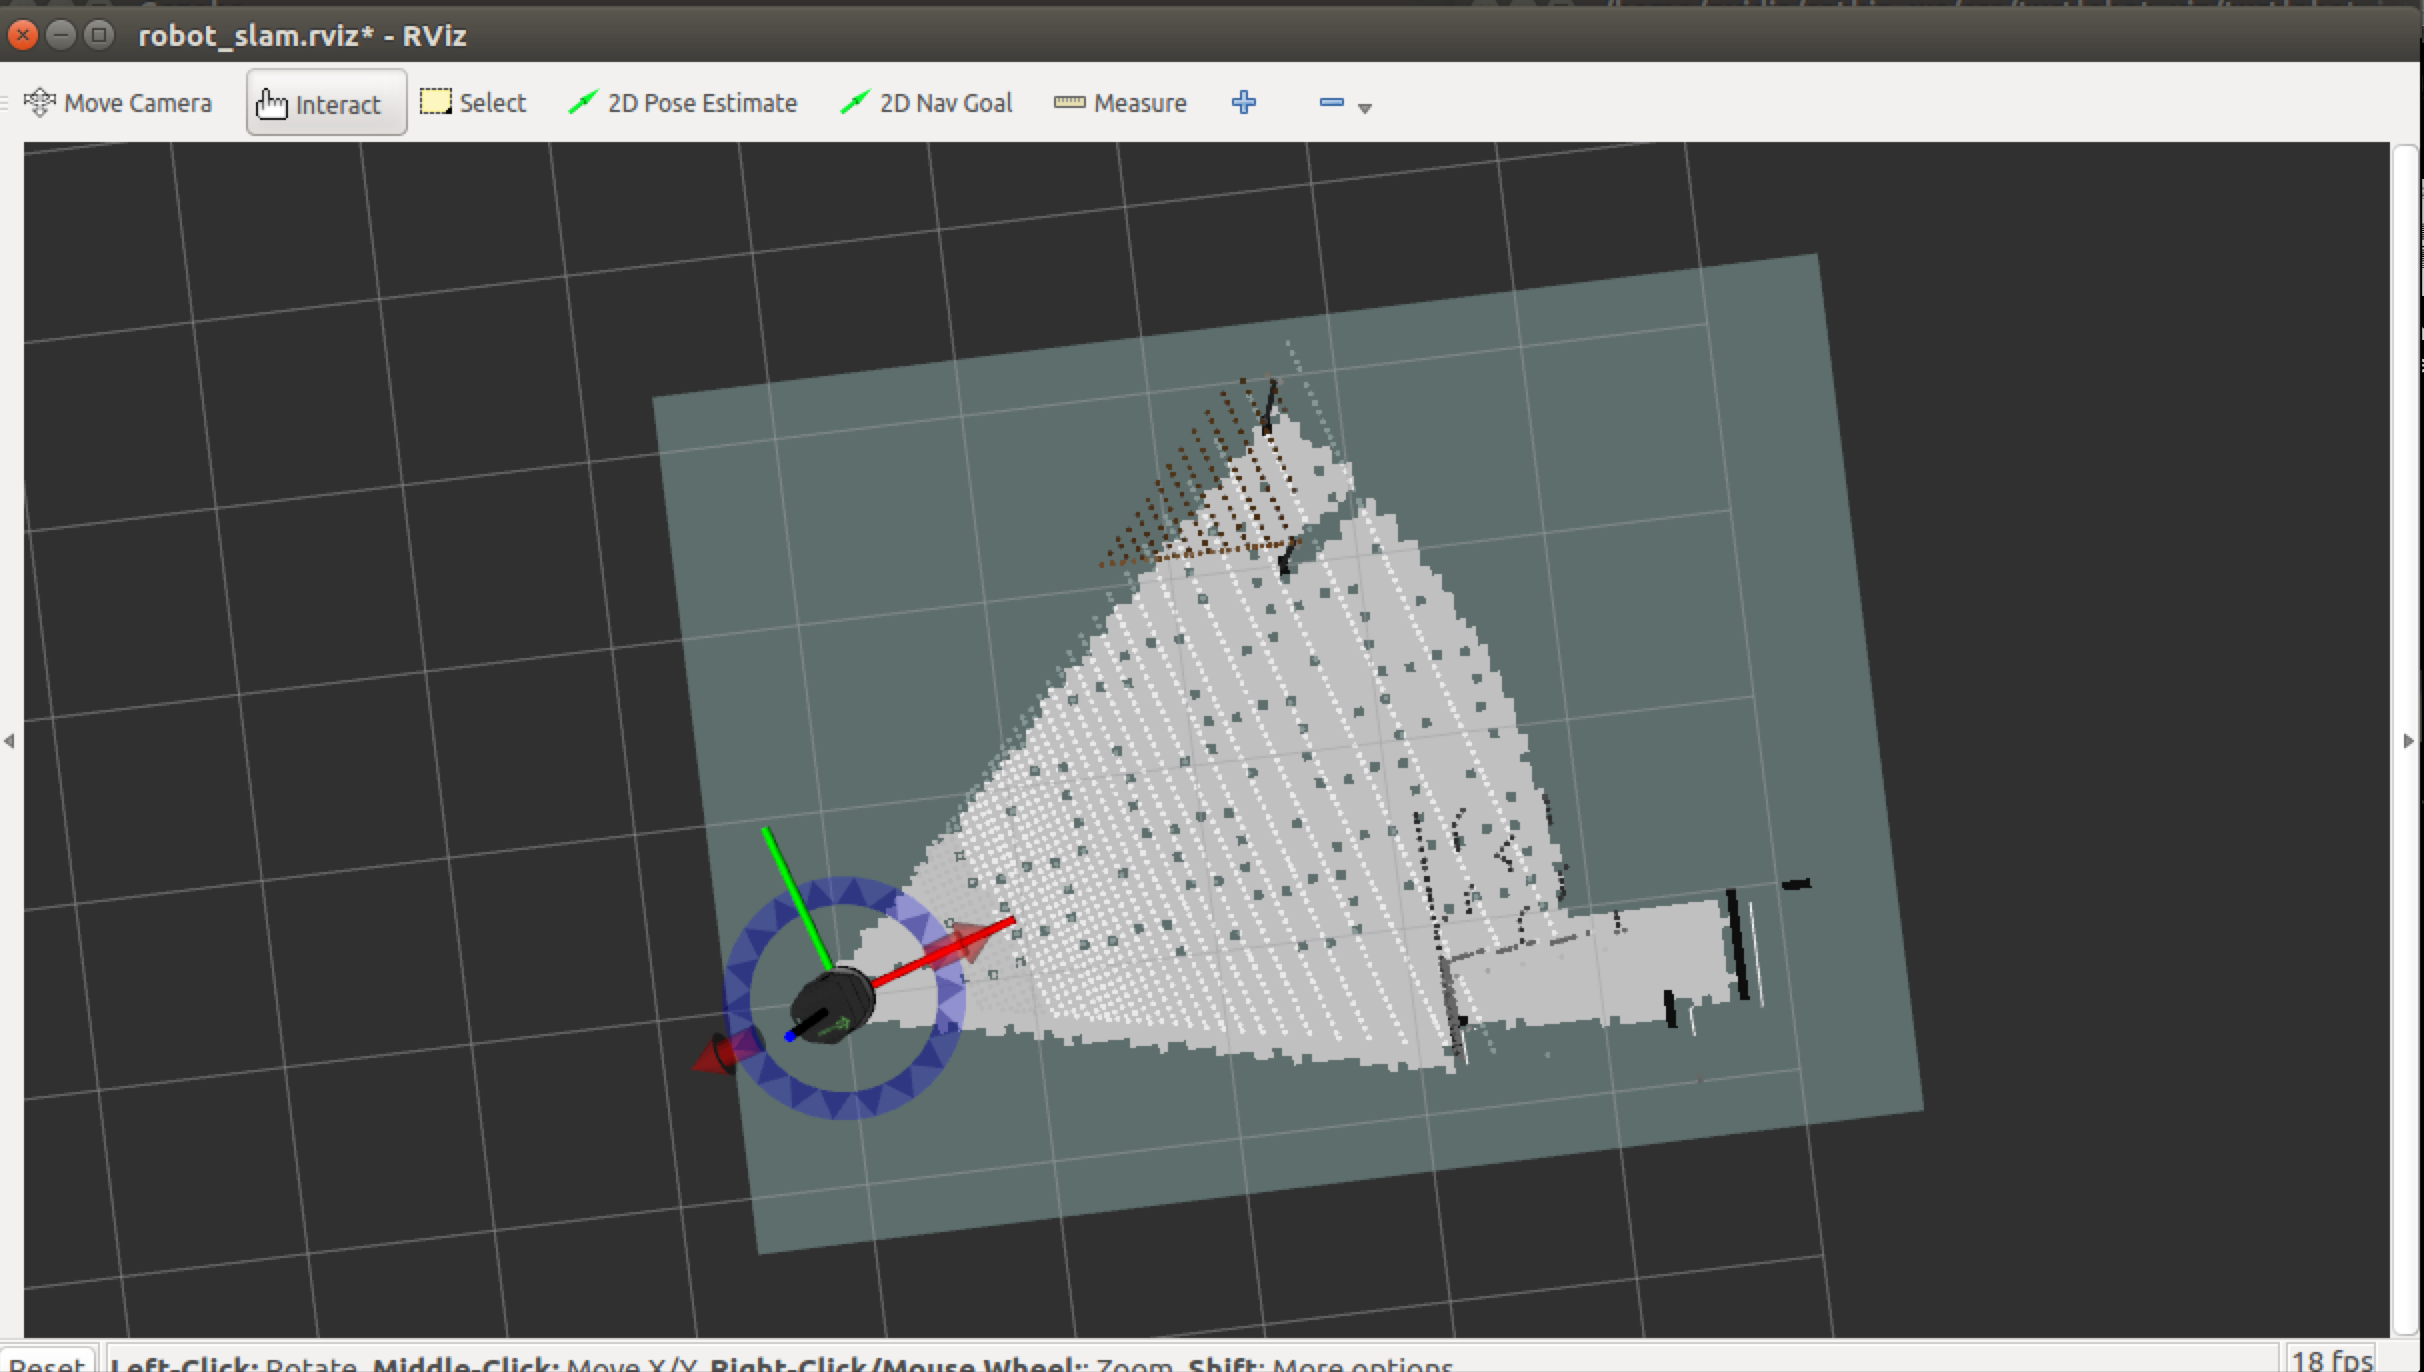 robot_slam.rviz* - RViz
Move Camera Interact Select 2D Pose Estimate 2D Nav Goal Measure
Reset Left-Click: Rotate. Middle-Click: Move X/Y. Right-Click/Mouse Wheel:: Zoom. Shift: More options. 18 fps